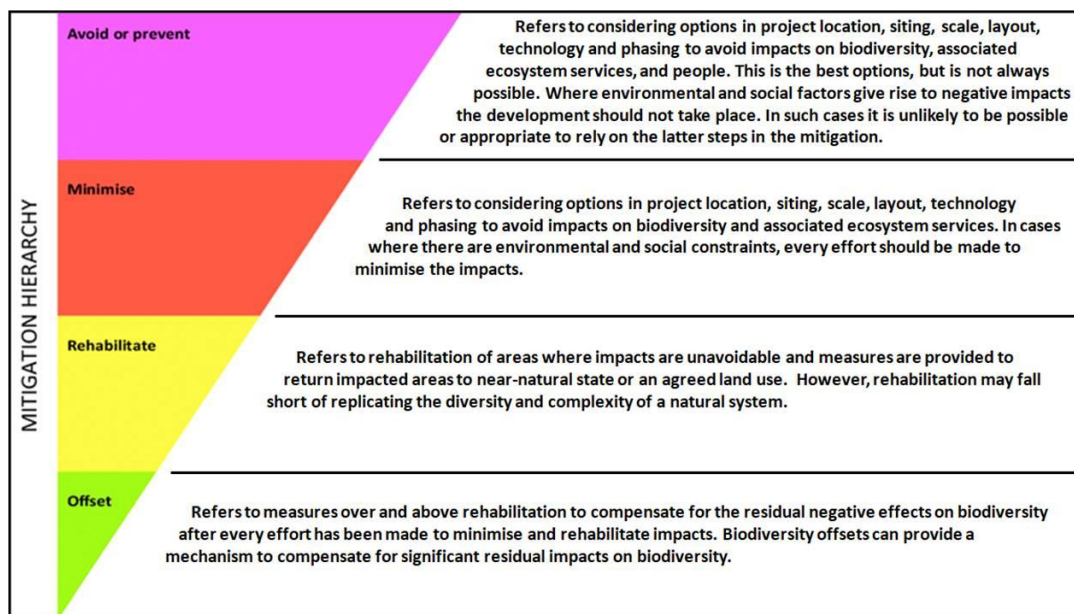 MITIGATION HIERARCHY
Avoid or prevent
Refers to considering options in project location, siting, scale, layout,
technology and phasing to avoid impacts on biodiversity, associated
ecosystem services, and people. This is the best options, but is not always
possible. Where environmental and social factors give rise to negative impacts
the development should not take place. In such cases it is unlikely to be possible
or appropriate to rely on the latter steps in the mitigation.
Minimise
Refers to considering options in project location, siting, scale, layout, technology
and phasing to avoid impacts on biodiversity and associated ecosystem services. In cases
where there are environmental and social constraints, every effort should be made to
minimise the impacts.
Rehabilitate
Refers to rehabilitation of areas where impacts are unavoidable and measures are provided to
return impacted areas to near-natural state or an agreed land use. However, rehabilitation may fall
short of replicating the diversity and complexity of a natural system.
Offset
Refers to measures over and above rehabilitation to compensate for the residual negative effects on biodiversity
after every effort has been made to minimise and rehabilitate impacts. Biodiversity offsets can provide a
mechanism to compensate for significant residual impacts on biodiversity.